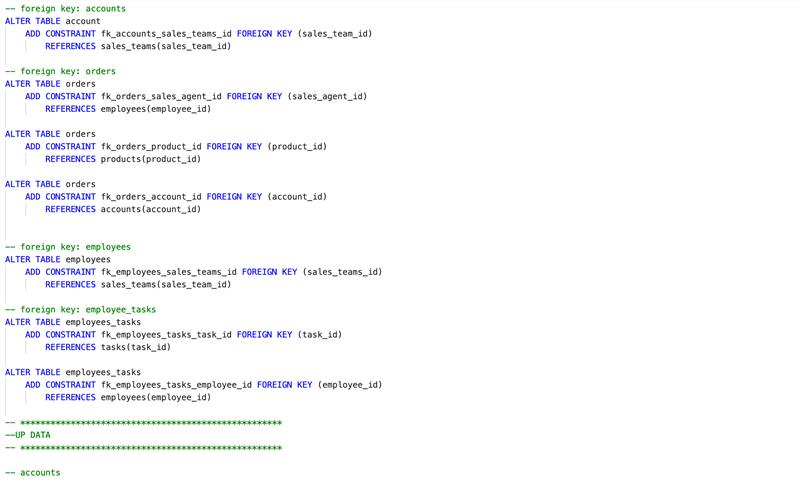 -- foreign key: accounts
ALTER TABLE account
ADD CONSTRAINT fk_accounts_sales_teams_id FOREIGN KEY (sales_team_id)
REFERENCES sales_teams(sales_team_id)
-- foreign key: orders
ALTER TABLE orders
ADD CONSTRAINT fk_orders_sales_agent_id FOREIGN KEY (sales_agent_id)
REFERENCES employees(employee_id)
ALTER TABLE orders
ADD CONSTRAINT fk_orders_product_id FOREIGN KEY (product_id)
REFERENCES products(product_id)
ALTER TABLE orders
ADD CONSTRAINT fk_orders_account_id FOREIGN KEY (account_id)
REFERENCES accounts(account_id)
-- foreign key: employees
ALTER TABLE employees
ADD CONSTRAINT fk_employees_sales_teams_id FOREIGN KEY (sales_teams_id)
REFERENCES sales_teams(sales_team_id)
-- foreign key: employee_tasks
ALTER TABLE employees_tasks
ADD CONSTRAINT fk_employees_tasks_task_id FOREIGN KEY (task_id)
REFERENCES tasks(task_id)
ALTER TABLE employees_tasks
ADD CONSTRAINT fk_employees_tasks_employee_id FOREIGN KEY (employee_id)
REFERENCES employees(employee_id)
-- ****************************************************
--UP DATA
-- ****************************************************
-- accounts